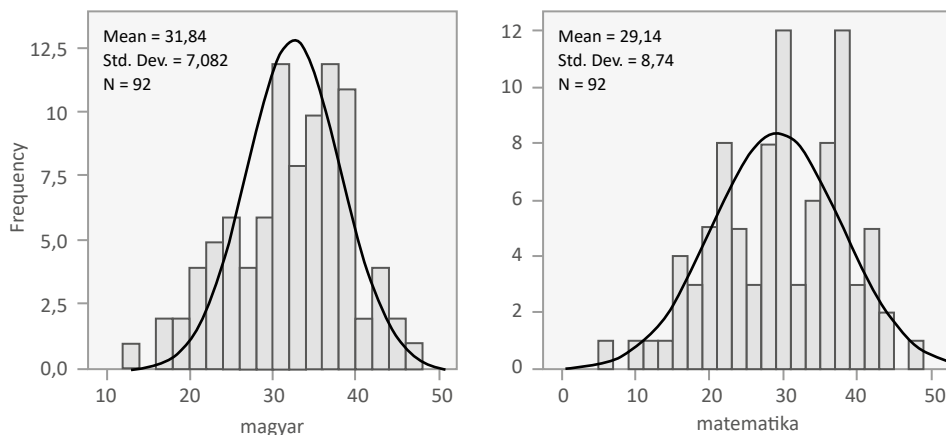 Mean = 31,84
Std. Dev. = 7,082
N = 92
Frequency
12,5
10
7,5
5,0
2,5
0,0
10 20 30 40 50
magyar
Mean = 29,14
Std. Dev. = 8,74
N = 92
12
10
8
6
4
2
0
0 10 20 30 40 50
matematika